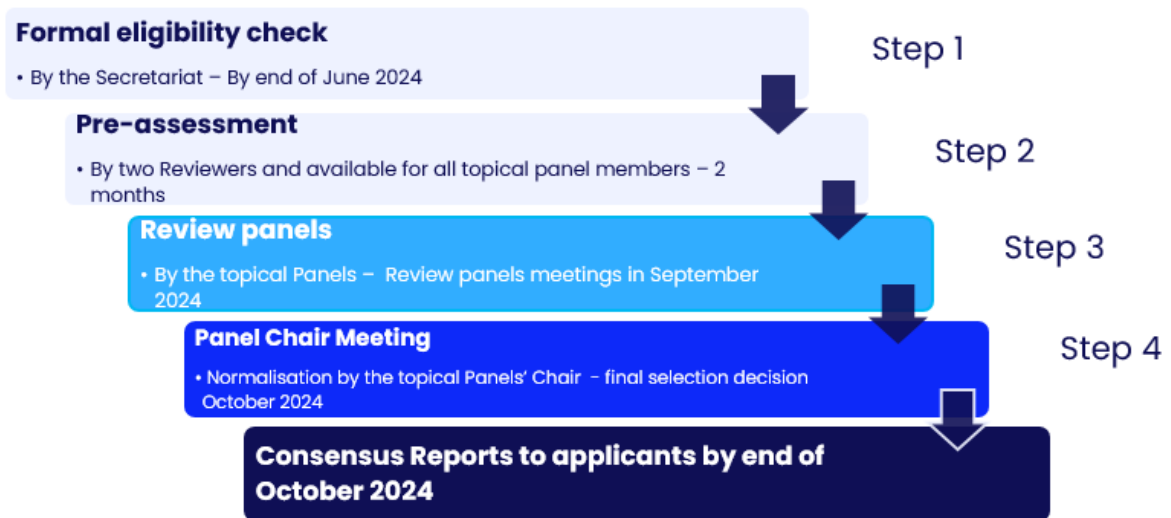 Formal eligibility check
Step 1
• By the Secretariat – By end of June 2024
Pre-assessment
Step 2
• By two Reviewers and available for all topical panel members – 2
months
Review panels
Step 3
• By the topical Panels – Review panels meetings in September
2024
Panel Chair Meeting
Step 4
• Normalisation by the topical Panels’ Chair - final selection decision
October 2024
Consensus Reports to applicants by end of
October 2024